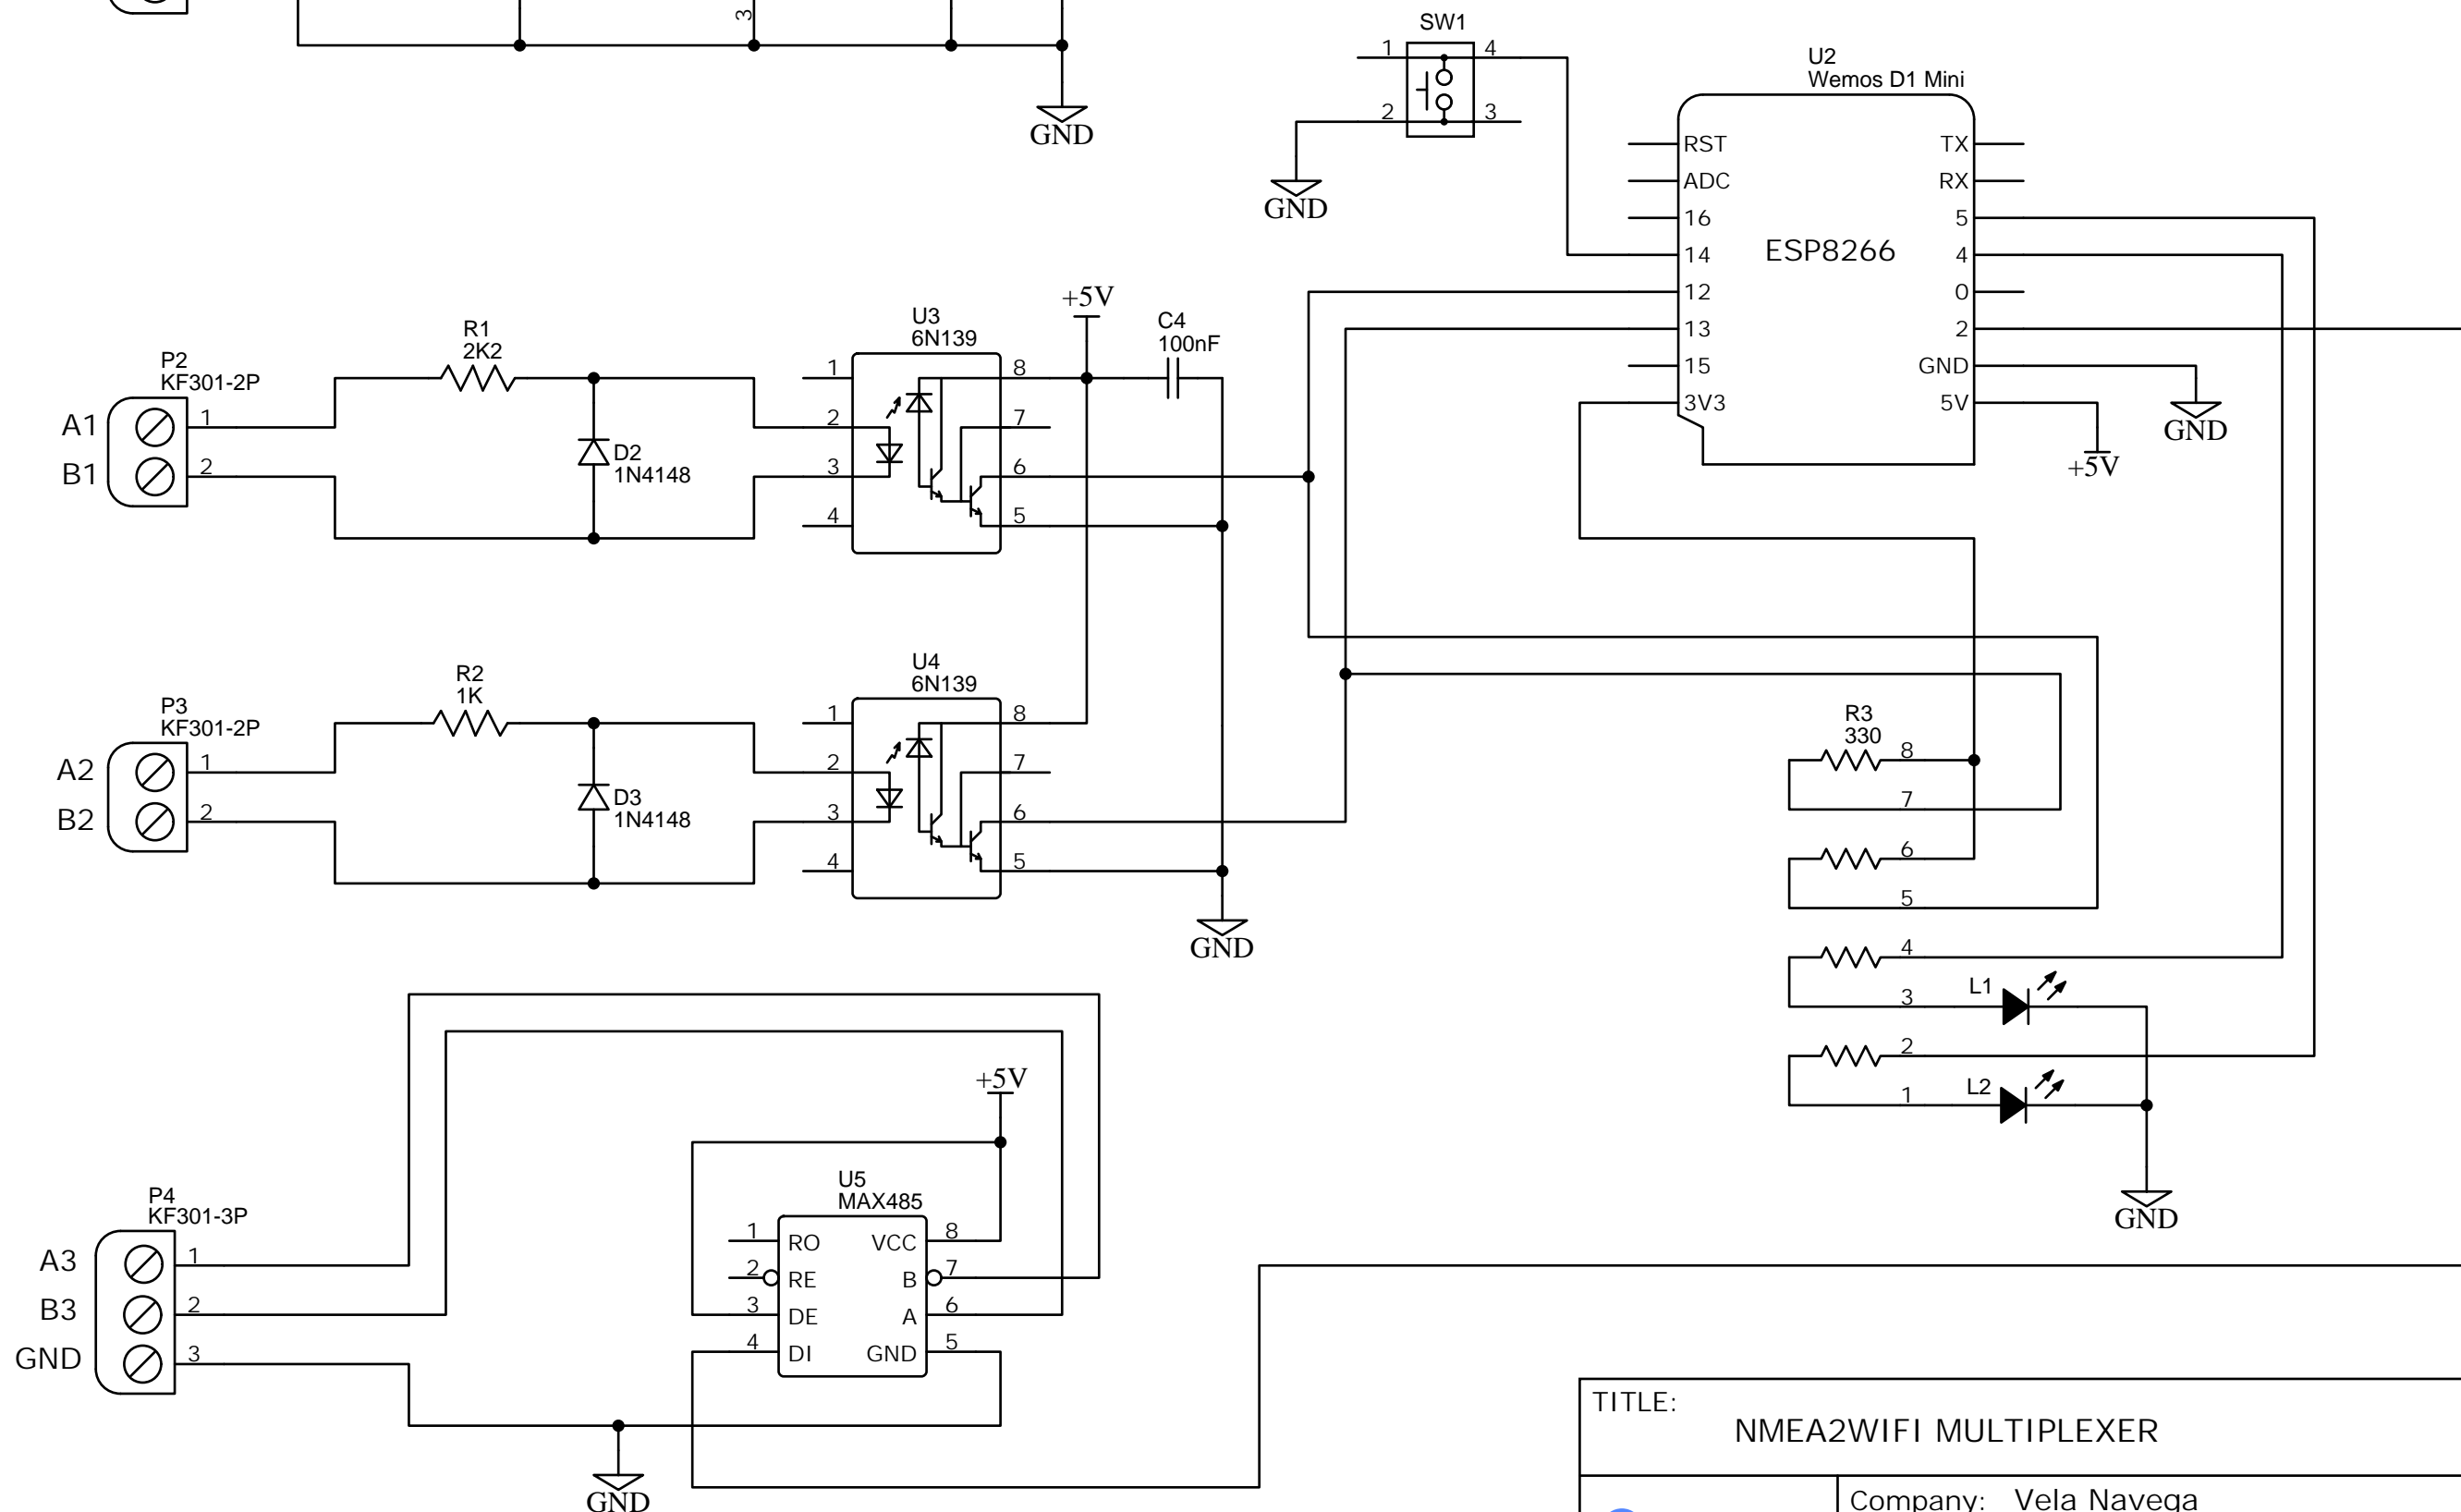 3
GND
SW1
1
4
2
3
GND
U2
Wemos D1 Mini
ESP8266
RST
ADC
16
14
12
13
15
3V3
TX
RX
5
4
0
2
GND
5V
GND
+5V
P2
KF301-2P
A1
B1
1
2
R1
2K2
D2
1N4148
U3
6N139
1
2
3
4
8
7
6
5
+5V
C4
100nF
P3
KF301-2P
A2
B2
1
2
R2
1K
D3
1N4148
U4
6N139
1
2
3
4
8
7
6
5
GND
R3
330
8
7
6
5
4
3
L1
2
1
L2
GND
P4
KF301-3P
A3
B3
GND
1
2
3
+5V
U5
MAX485
1
2
3
4
RO
RE
DE
DI
VCC
B
A
GND
8
7
6
5
GND
TITLE:
NMEA2WIFI MULTIPLEXER
Company: Vela Navega